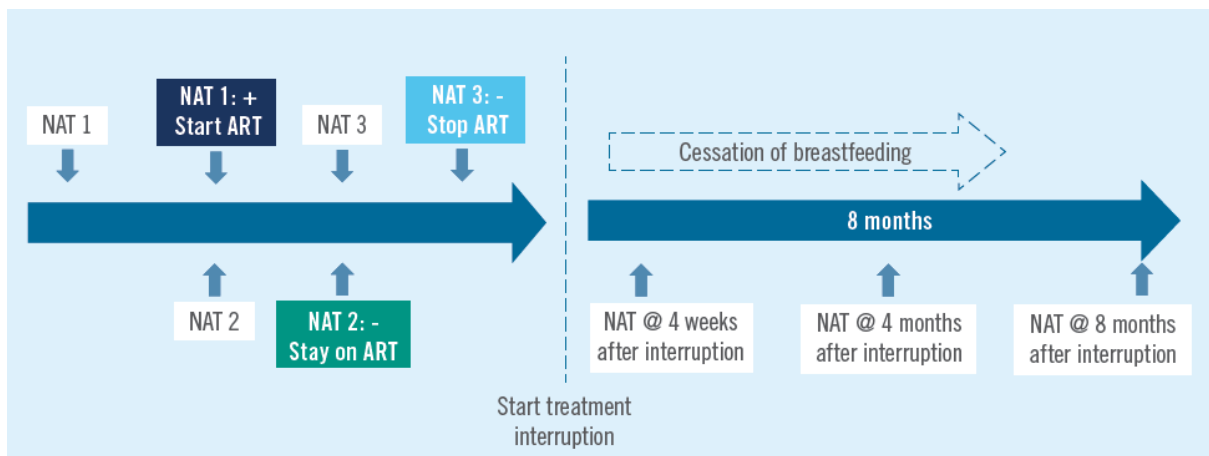 NAT 1
NAT 1: +
Start ART
NAT 3
NAT 3: -
Stop ART
NAT 2
NAT 2: -
Stay on ART
Start treatment
interruption
Cessation of breastfeeding
8 months
NAT @ 4 weeks
after interruption
NAT @ 4 months
after interruption
NAT @ 8 months
after interruption